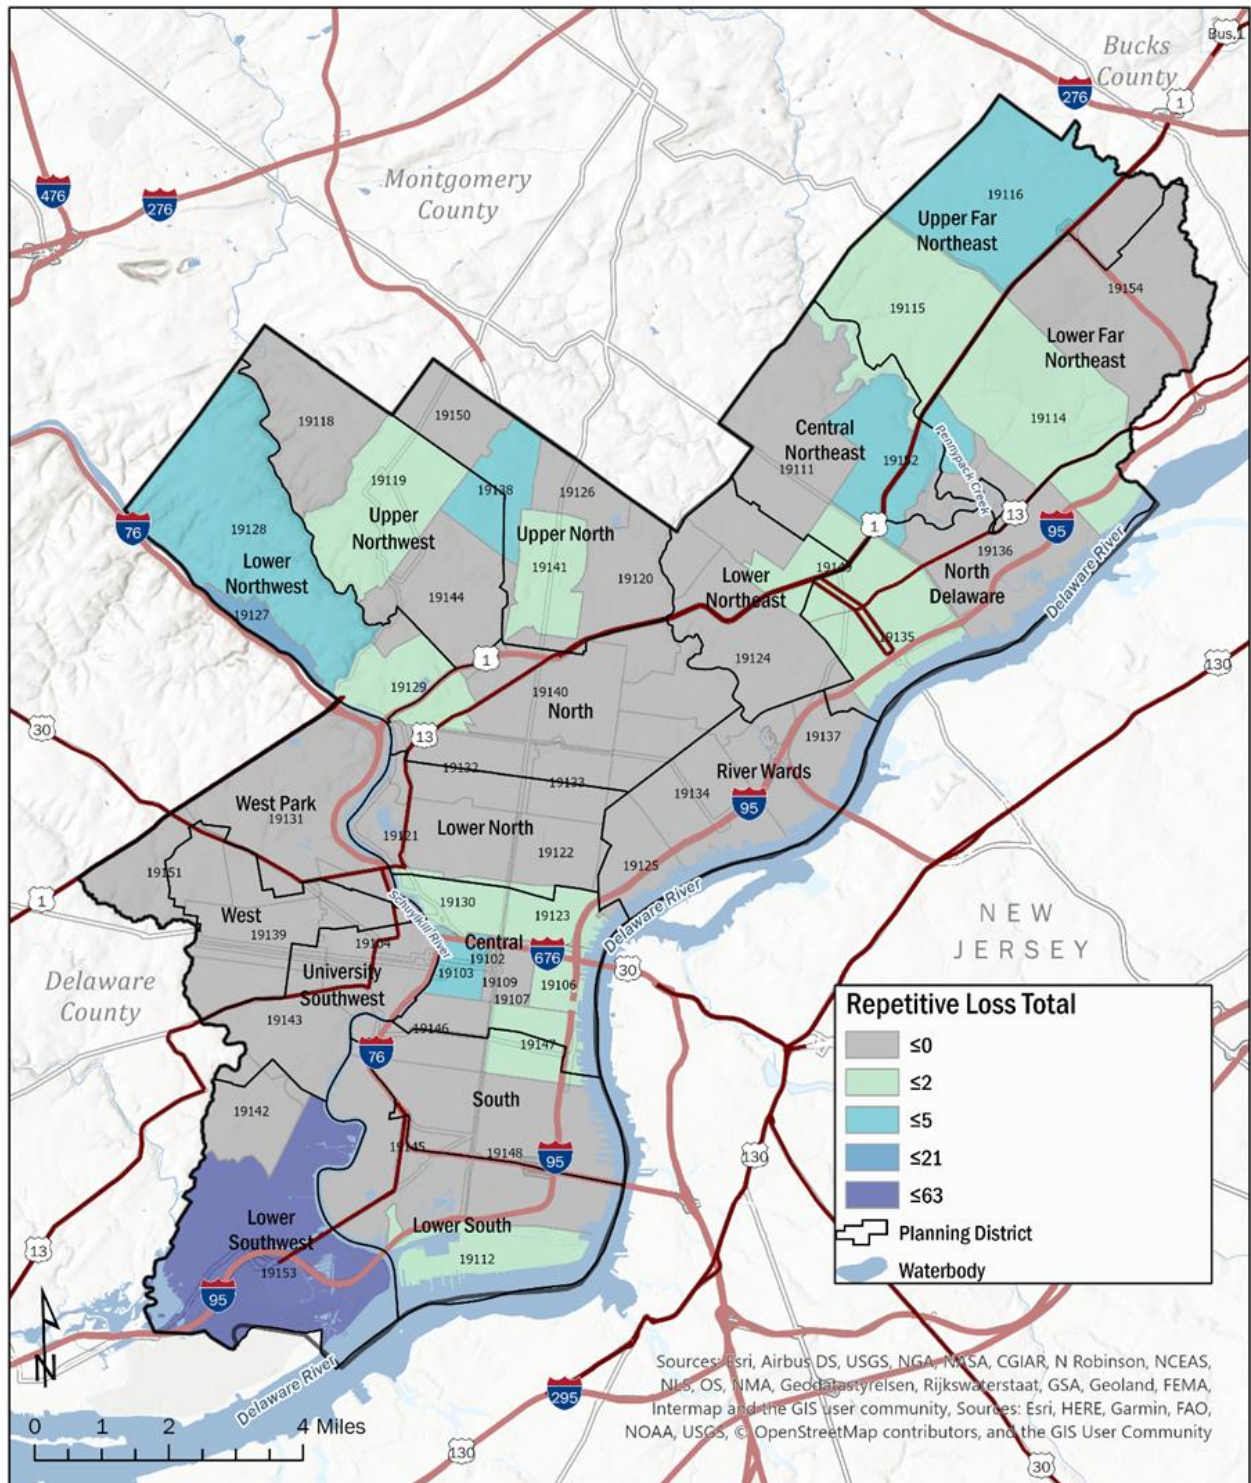 Bus.1
Bucks
County
276
1
476
276
Montgomery
County
19116
Upper Far
Northeast
19154
19115
Lower Far
Northeast
19114
19118
19150
Central
Northeast
19111
19152
Pennypack Creek
19119
19138
19126
Upper
Northwest
Upper North
76
19128
Lower
Northwest
1
13
95
19136
North
Delaware
Delaware River
19141
19120
19149
Lower
Northeast
19144
19127
19135
130
1
19124
19129
19140
North
30
13
19137
19132
19133
River Wards
19134
95
West Park
19131
19121
Lower North
19122
19125
19151
1
West
19139
19130
19123
Schuylkill River
Delaware River
19104
Central
19102
676
19103
19109
19106
19107
30
NEW
JERSEY
University
Southwest
Delaware
County
19143
19146
19147
76
South
19142
19145
19148
95
130
Lower
Southwest
Lower South
19112
19153
13
95
Repetitive Loss Total
≤0
≤2
≤5
≤21
≤63
Planning District
Waterbody
N
Delaware River
0 2 4 Miles
295
130
30
Sources: Esri, Airbus DS, USGS, NGA, NASA, CGIAR, N Robinson, NCEAS,
NLS, OS, NMA, Geodatastyrelsen, Rijkswaterstaat, GSA, Geoland, FEMA,
Intermap and the GIS user community, Sources: Esri, HERE, Garmin, FAO,
NOAA, USGS, © OpenStreetMap contributors, and the GIS User Community